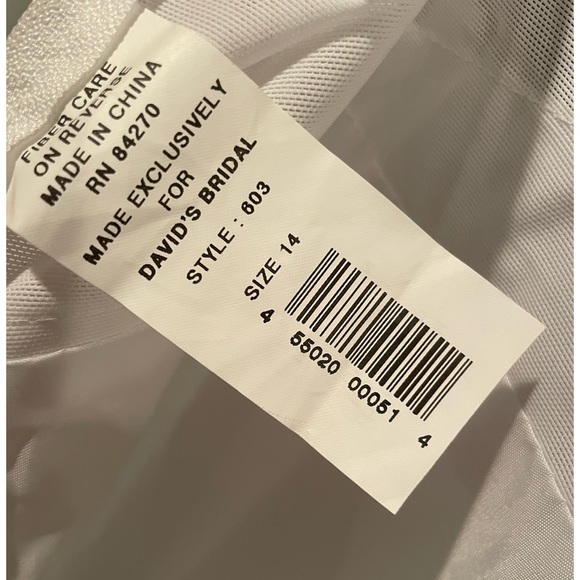 FIBER CARE
ON REVERSE
MADE IN CHINA
RN 84270
MADE EXCLUSIVELY
FOR
DAVID'S BRIDAL
STYLE : 603
SIZE 14
4 55020 00051 4